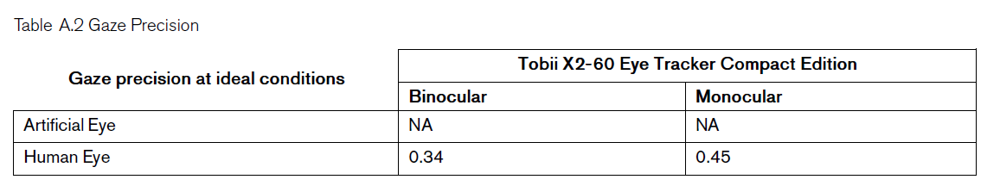 Table A.2 Gaze Precision
Gaze precision at ideal conditions
Tobii X2-60 Eye Tracker Compact Edition
Binocular Monocular
Artificial Eye NA NA
Human Eye 0.34 0.45